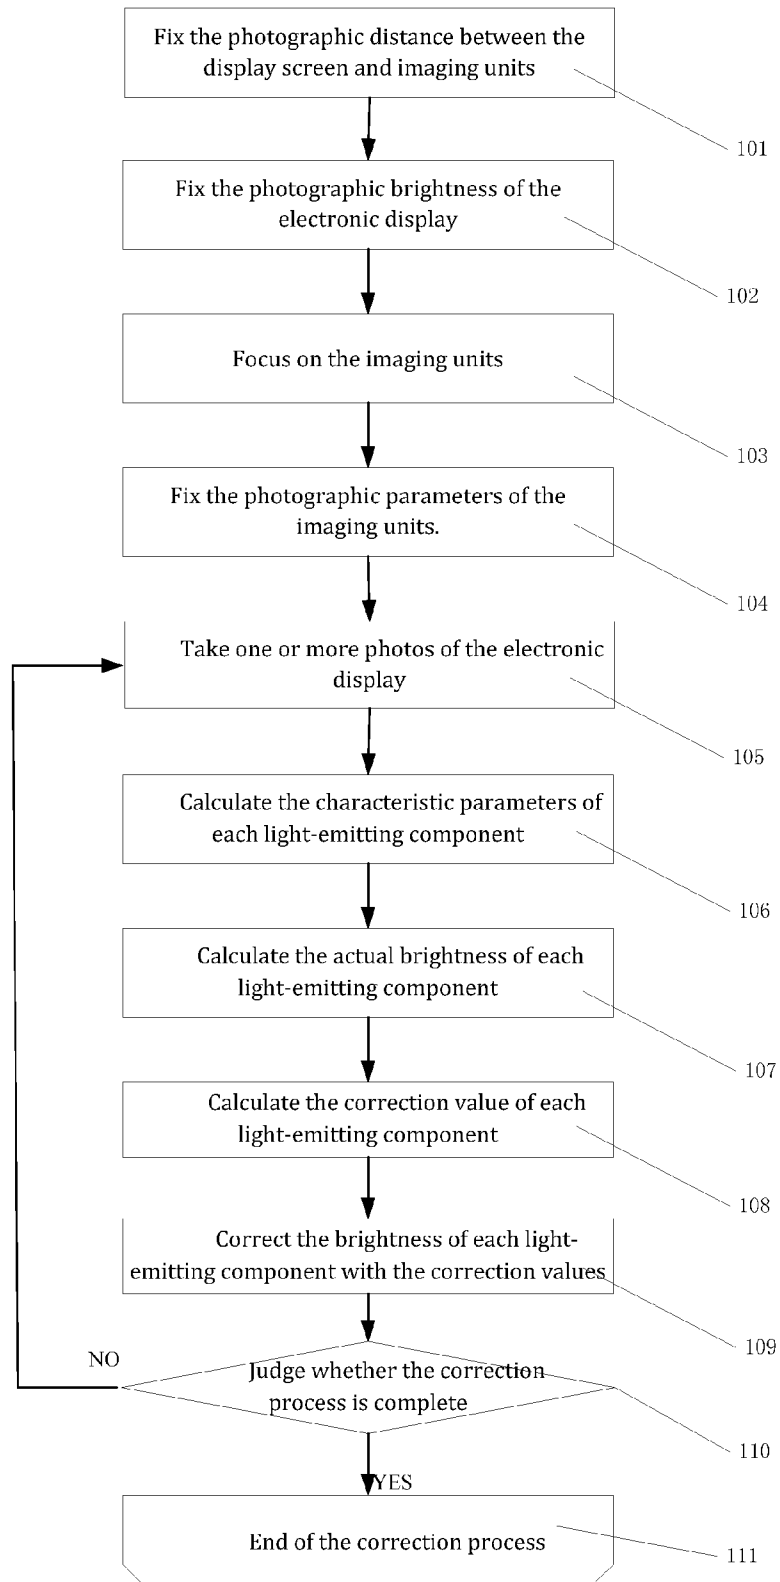 Fix the photographic distance between the
display screen and imaging units
101
Fix the photographic brightness of the
electronic display
102
Focus on the imaging units
103
Fix the photographic parameters of the
imaging units.
104
Take one or more photos of the electronic
display
105
Calculate the characteristic parameters of
each light-emitting component
106
Calculate the actual brightness of each
light-emitting component
107
Calculate the correction value of each
light-emitting component
108
Correct the brightness of each light-
emitting component with the correction values
109
NO
Judge whether the correction
process is complete
110
YES
End of the correction process
111